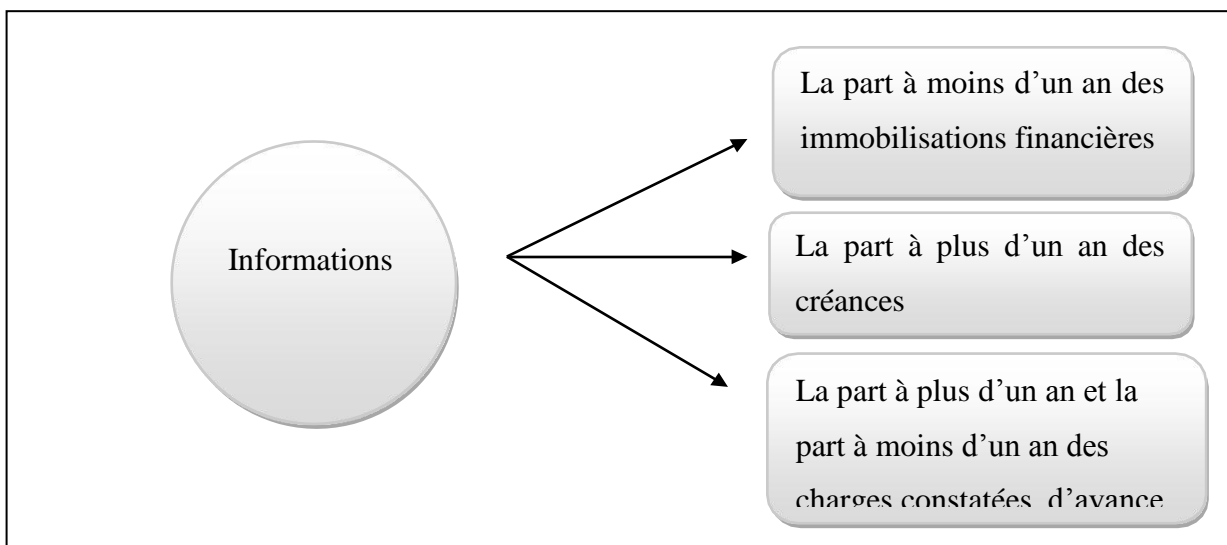 Informations
La part à moins d’un an des
immobilisations financières
La part à plus d’un an des
créances
La part à plus d’un an et la
part à moins d’un an des
charges constatées d’avance